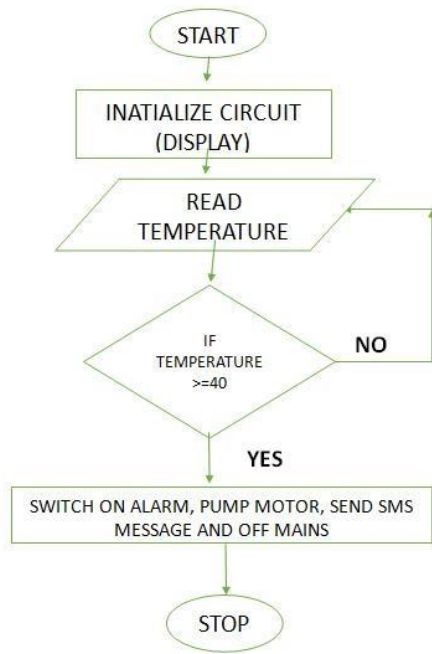 START
INATIALIZE CIRCUIT
(DISPLAY)
READ
TEMPERATURE
IF
TEMPERATURE
>=40
NO
YES
SWITCH ON ALARM, PUMP MOTOR, SEND SMS
MESSAGE AND OFF MAINS
STOP